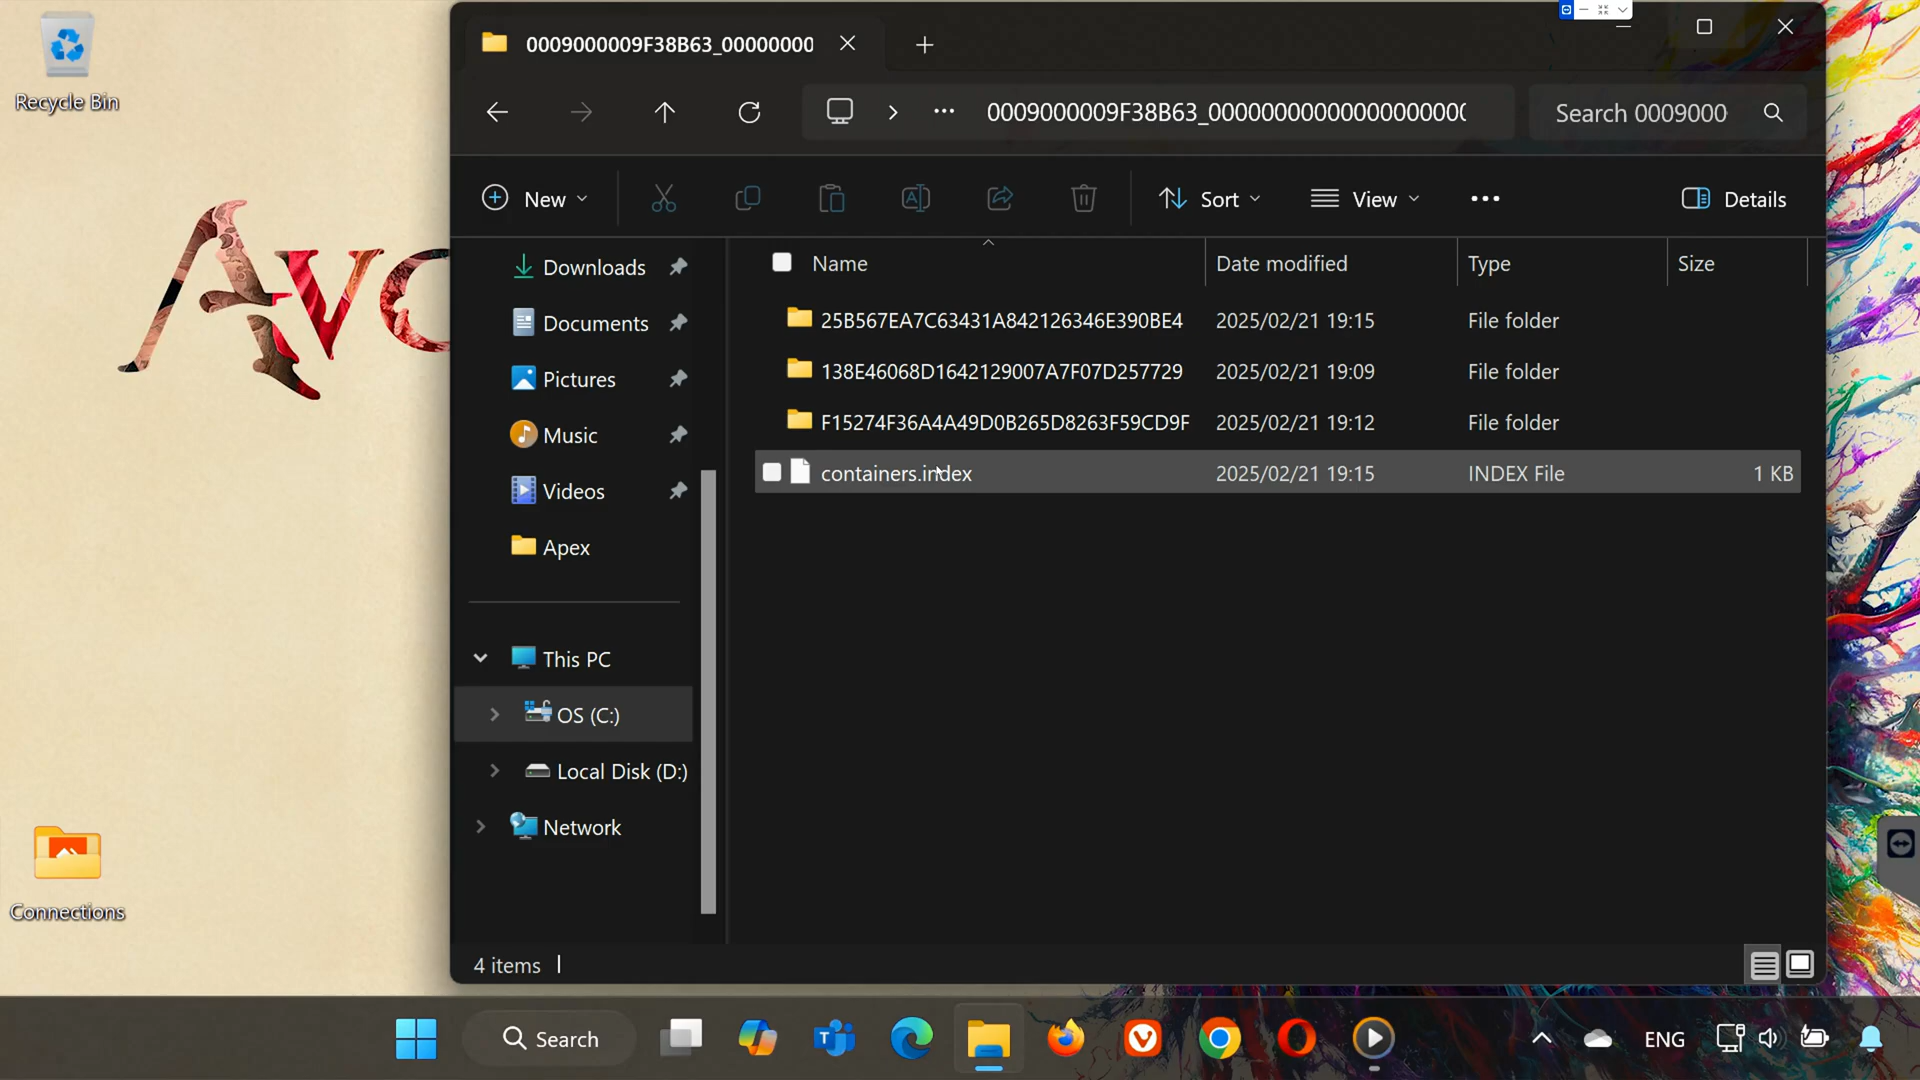 Recycle Bin
Avo
Connections
0009000009F38B63_00000000
0009000009F38B63_00000000000000000000
Search 0009000
New
Sort
View
Details
Downloads
Documents
Pictures
Music
Videos
Apex
This PC
OS (C:)
Local Disk (D:)
Network
Name Date modified Type Size
25B567EA7C63431A842126346E390BE4 2025/02/21 19:15 File folder
138E46068D1642129007A7F07D257729 2025/02/21 19:09 File folder
F15274F36A4A49D0B265D8263F59CD9F 2025/02/21 19:12 File folder
containers.index 2025/02/21 19:15 INDEX File 1 KB
4 items
Search
ENG